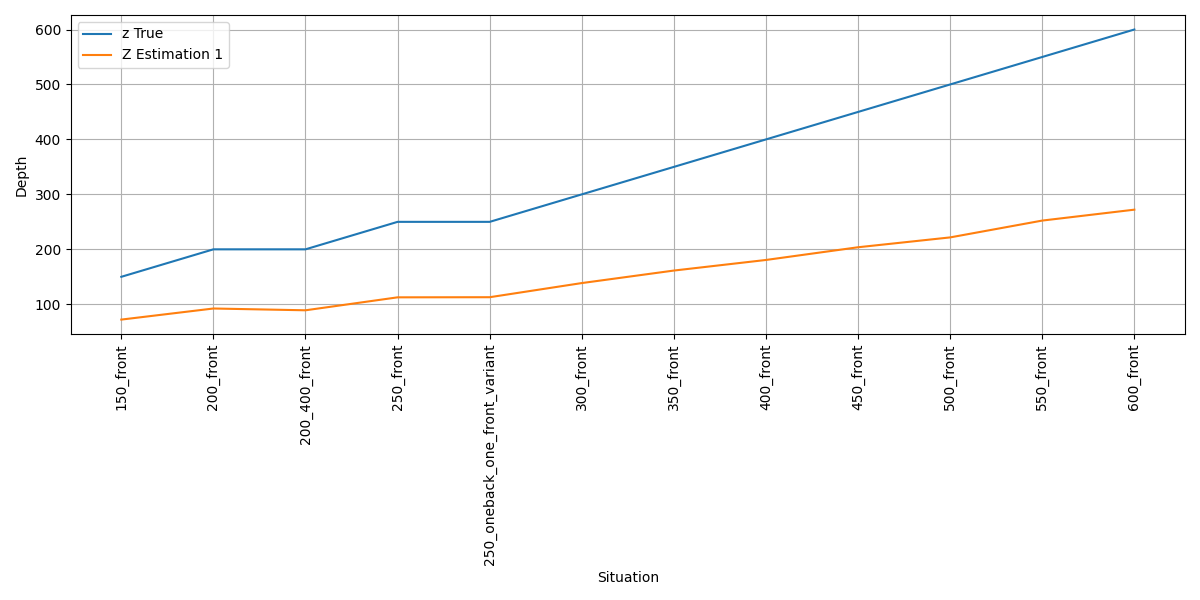 z True
Z Estimation 1
600
500
400
300
200
100
Depth
150_front
200_front
200_400_front
250_front
250_oneback_one_front_variant
300_front
350_front
400_front
450_front
500_front
550_front
600_front
Situation